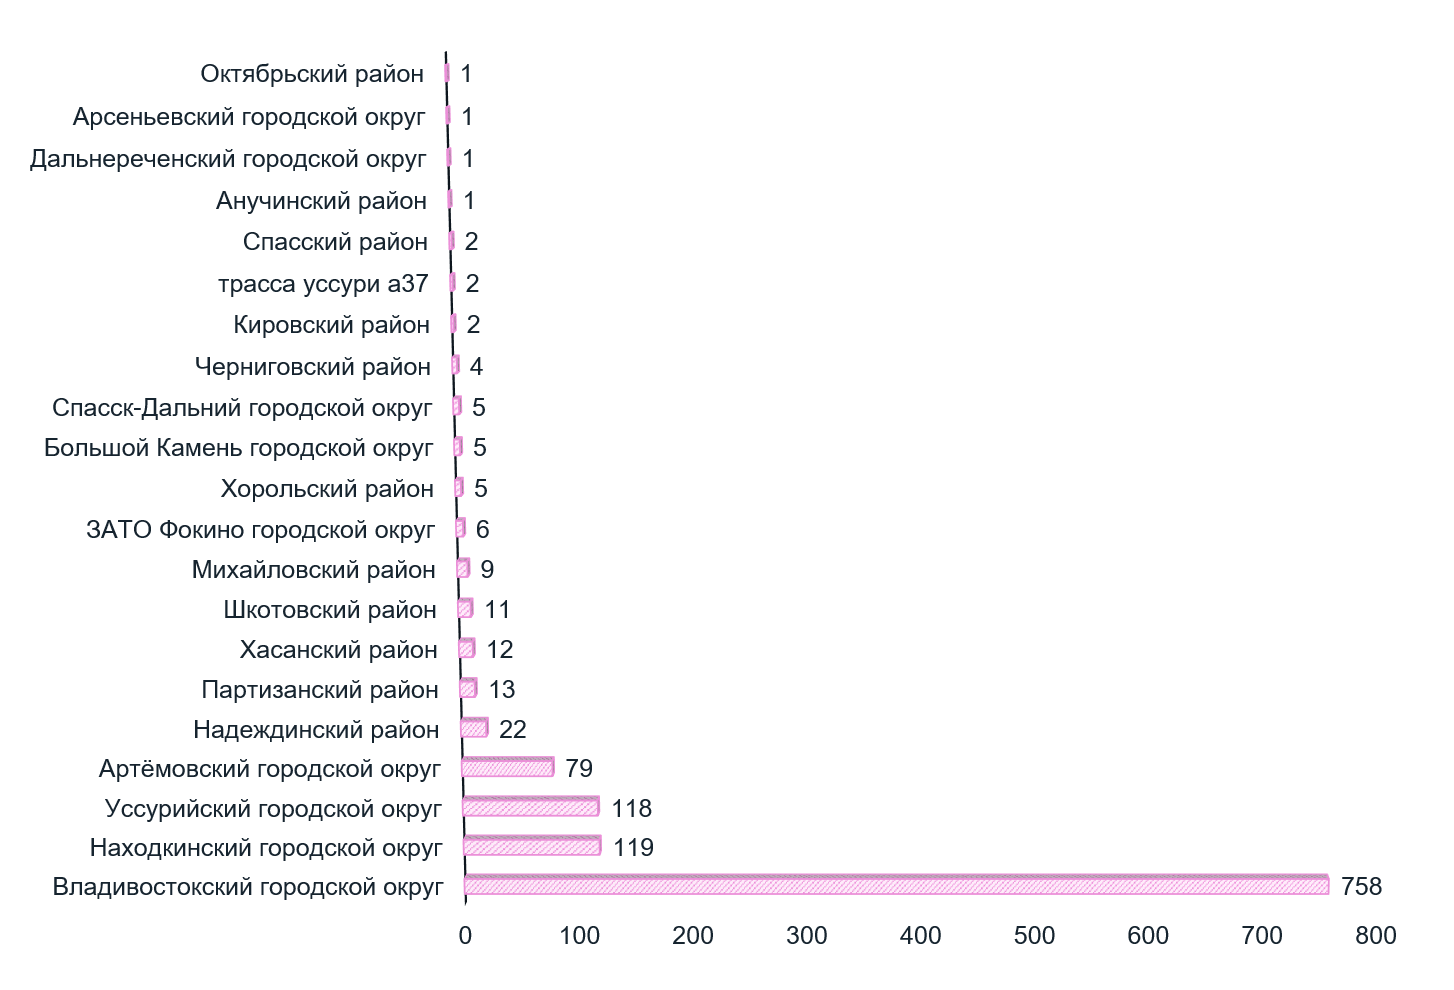 Октябрьский район 1
Арсеньевский городской округ 1
Дальнереченский городской округ 1
Анучинский район 1
Спасский район 2
трасса уссури а37 2
Кировский район 2
Черниговский район 4
Спасск-Дальний городской округ 5
Большой Камень городской округ 5
Хорольский район 5
ЗАТО Фокино городской округ 6
Михайловский район 9
Шкотовский район 11
Хасанский район 12
Партизанский район 13
Надеждинский район 22
Артёмовский городской округ 79
Уссурийский городской округ 118
Находкинский городской округ 119
Владивостокский городской округ 758
0 100 200 300 400 500 600 700 800